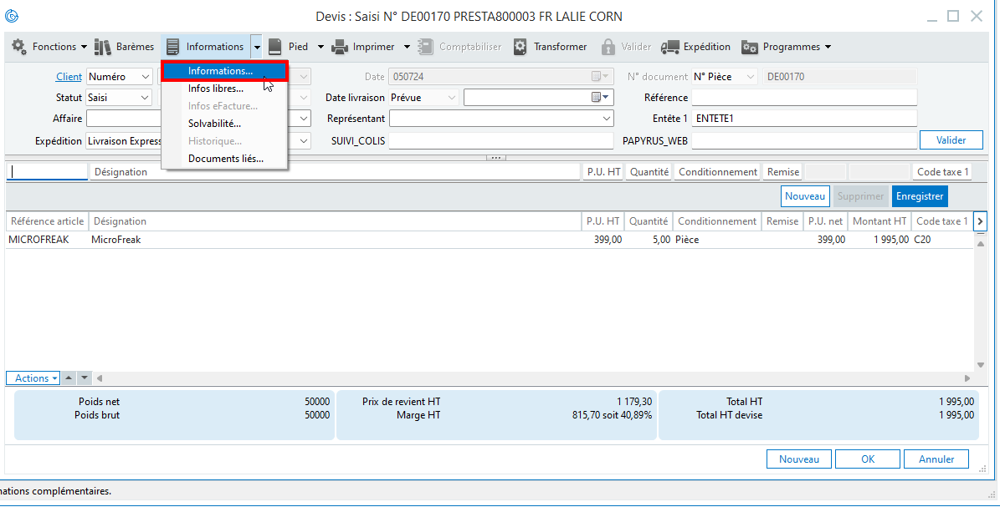 Devis : Saisi N° DE00170 PRESTA800003 FR LALIE CORN
Fonctions Barèmes Informations Pied Imprimer Comptabiliser Transformer Valider Expédition Programmes
Informations...
Infos libres...
Infos eFacture...
Solvabilité...
Historique...
Documents liés...
Client Numéro Date 050724 N° document N° Pièce DE00170
Statut Saisi Date livraison Prévue Référence
Affaire Représentant Entête 1 ENTETE1
Expédition Livraison Express SUIVI_COLIS PAPYRUS_WEB Valider
Désignation P.U. HT Quantité Conditionnement Remise Code taxe 1
Nouveau Supprimer Enregistrer
Référence article Désignation P.U. HT Quantité Conditionnement Remise P.U. net Montant HT Code taxe 1
MICROFREAK MicroFreak 399,00 5,00 Pièce 399,00 1 995,00 C20
Actions
Poids net 50000 Prix de revient HT 1 179,30 Total HT 1 995,00
Poids brut 50000 Marge HT 815,70 soit 40,89% Total HT devise 1 995,00
Nouveau OK Annuler
mations complémentaires.